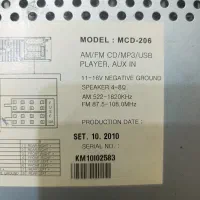 MODEL : MCD-206
AM/FM CD/MP3/USB
PLAYER, AUX IN
11-16V NEGATIVE GROUND
SPEAKER:4-8Ω
AM:522-1620KHz
FM:87.5-108.0MHz
PRODUCTION DATE :
SET. 10. 2010
SERIAL NO. :
KM10I02583